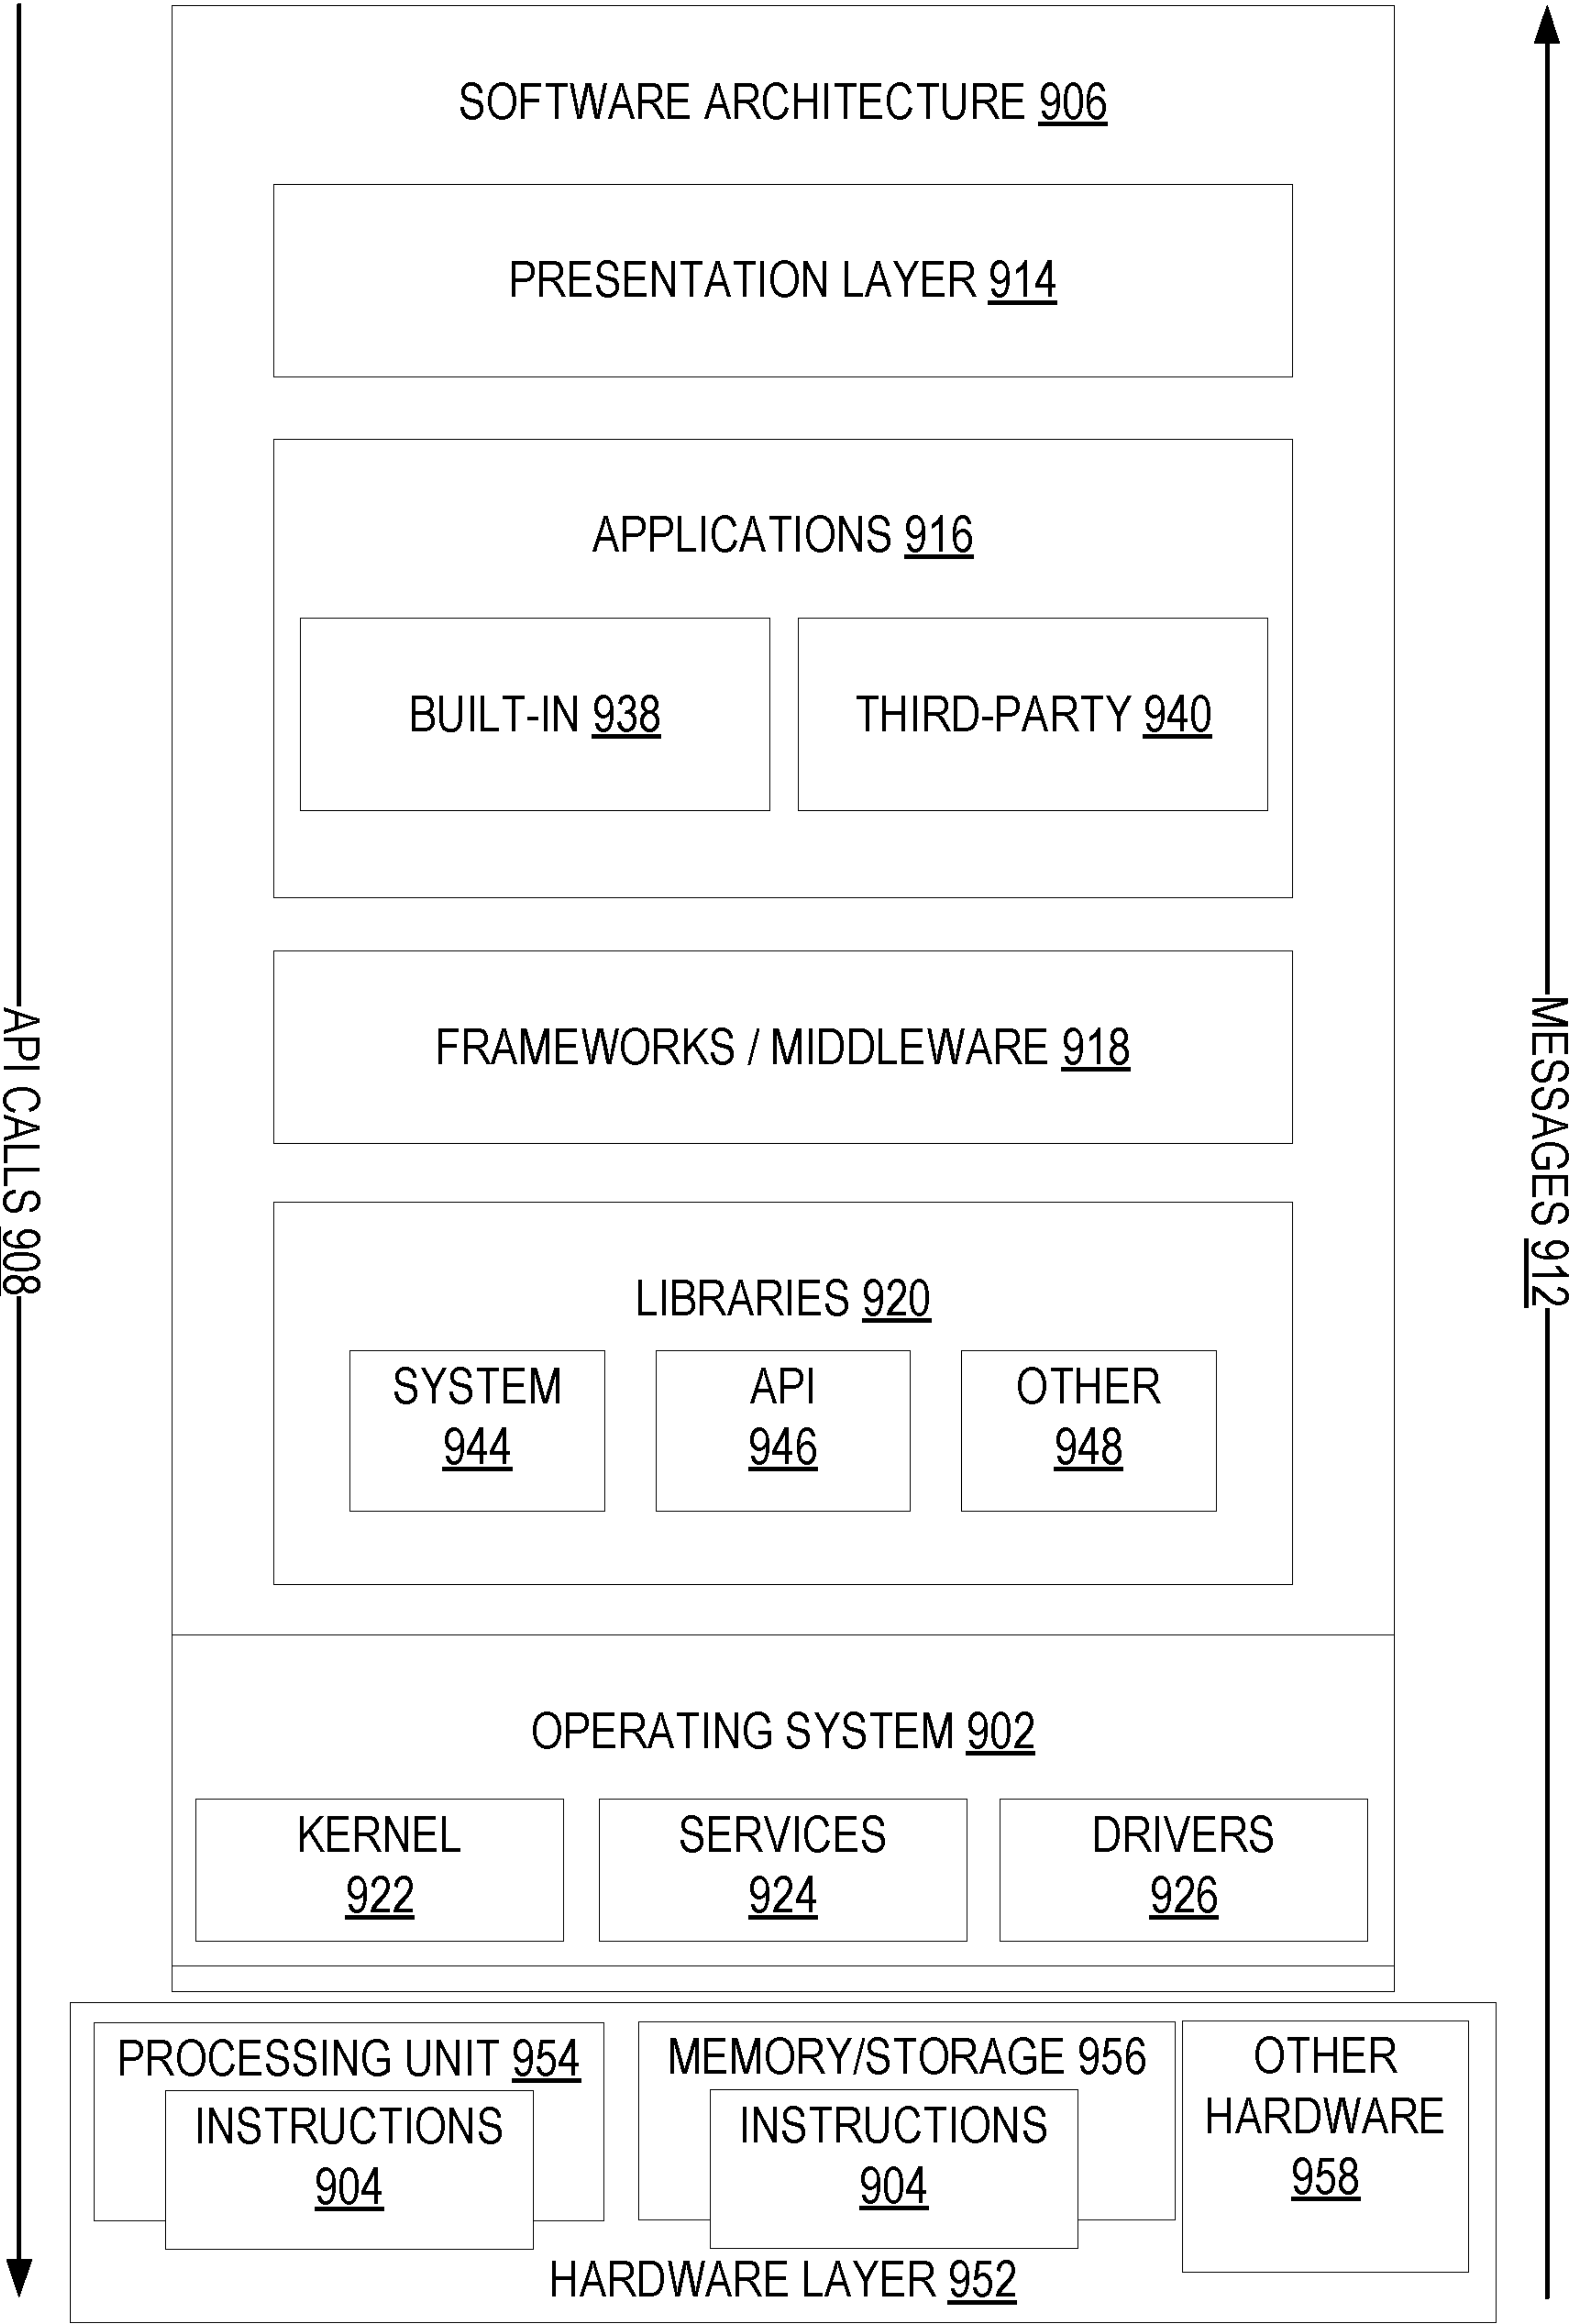 SOFTWARE ARCHITECTURE 906
PRESENTATION LAYER 914
APPLICATIONS 916
BUILT-IN 938
THIRD-PARTY 940
FRAMEWORKS / MIDDLEWARE 918
LIBRARIES 920
SYSTEM
944
API
946
OTHER
948
OPERATING SYSTEM 902
KERNEL
922
SERVICES
924
DRIVERS
926
PROCESSING UNIT 954
INSTRUCTIONS
904
MEMORY/STORAGE 956
INSTRUCTIONS
904
OTHER
HARDWARE
958
HARDWARE LAYER 952
API CALLS 908
MESSAGES 912